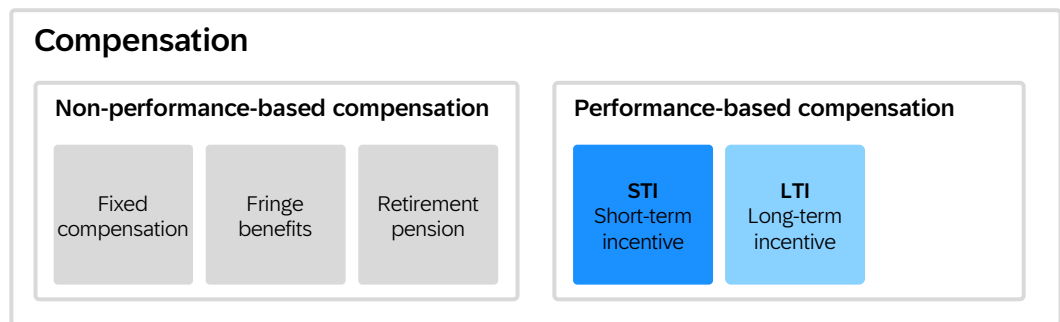 Compensation
Non-performance-based compensation
Fixed
compensation
Fringe
benefits
Retirement
pension
Performance-based compensation
STI
Short-term
incentive
LTI
Long-term
incentive